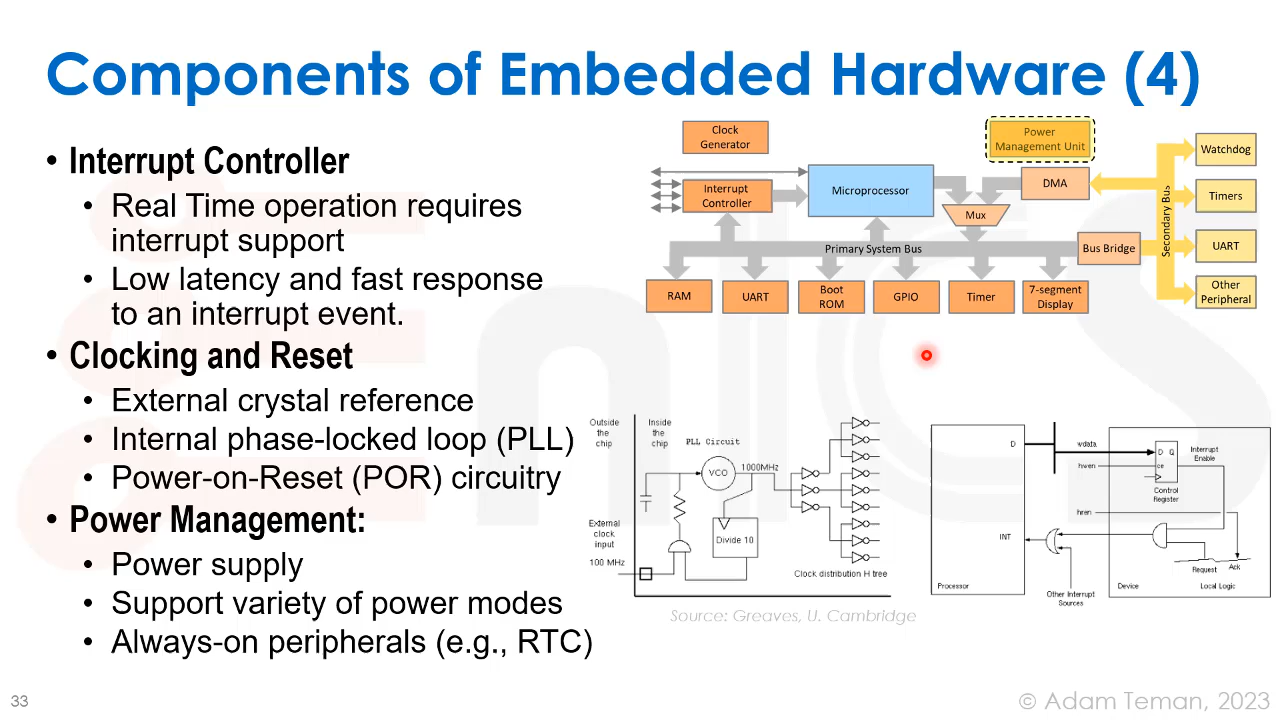 Components of Embedded Hardware (4)
• Interrupt Controller
• Real Time operation requires
interrupt support
• Low latency and fast response
to an interrupt event.
• Clocking and Reset
• External crystal reference
• Internal phase-locked loop (PLL)
• Power-on-Reset (POR) circuitry
• Power Management:
• Power supply
• Support variety of power modes
• Always-on peripherals (e.g., RTC)
Clock
Generator
Power
Management Unit
Interrupt
Controller
Microprocessor
DMA
Mux
Primary System Bus
Bus Bridge
Secondary Bus
Watchdog
Timers
UART
Other
Peripheral
RAM
UART
Boot
ROM
GPIO
Timer
7-segment
Display
Outside
the
chip
Inside
the
chip
PLL Circuit
VCO
1000MHz
External
clock
input
100 MHz
Divide 10
Clock distribution H tree
D
INT
Processor
wdata
hwen
D Q
ce
Control
Register
Interrupt
Enable
hren
Request
Ack
Other Interrupt
Sources
Device
Local Logic
Source: Greaves, U. Cambridge
EnICS
33
© Adam Teman, 2023